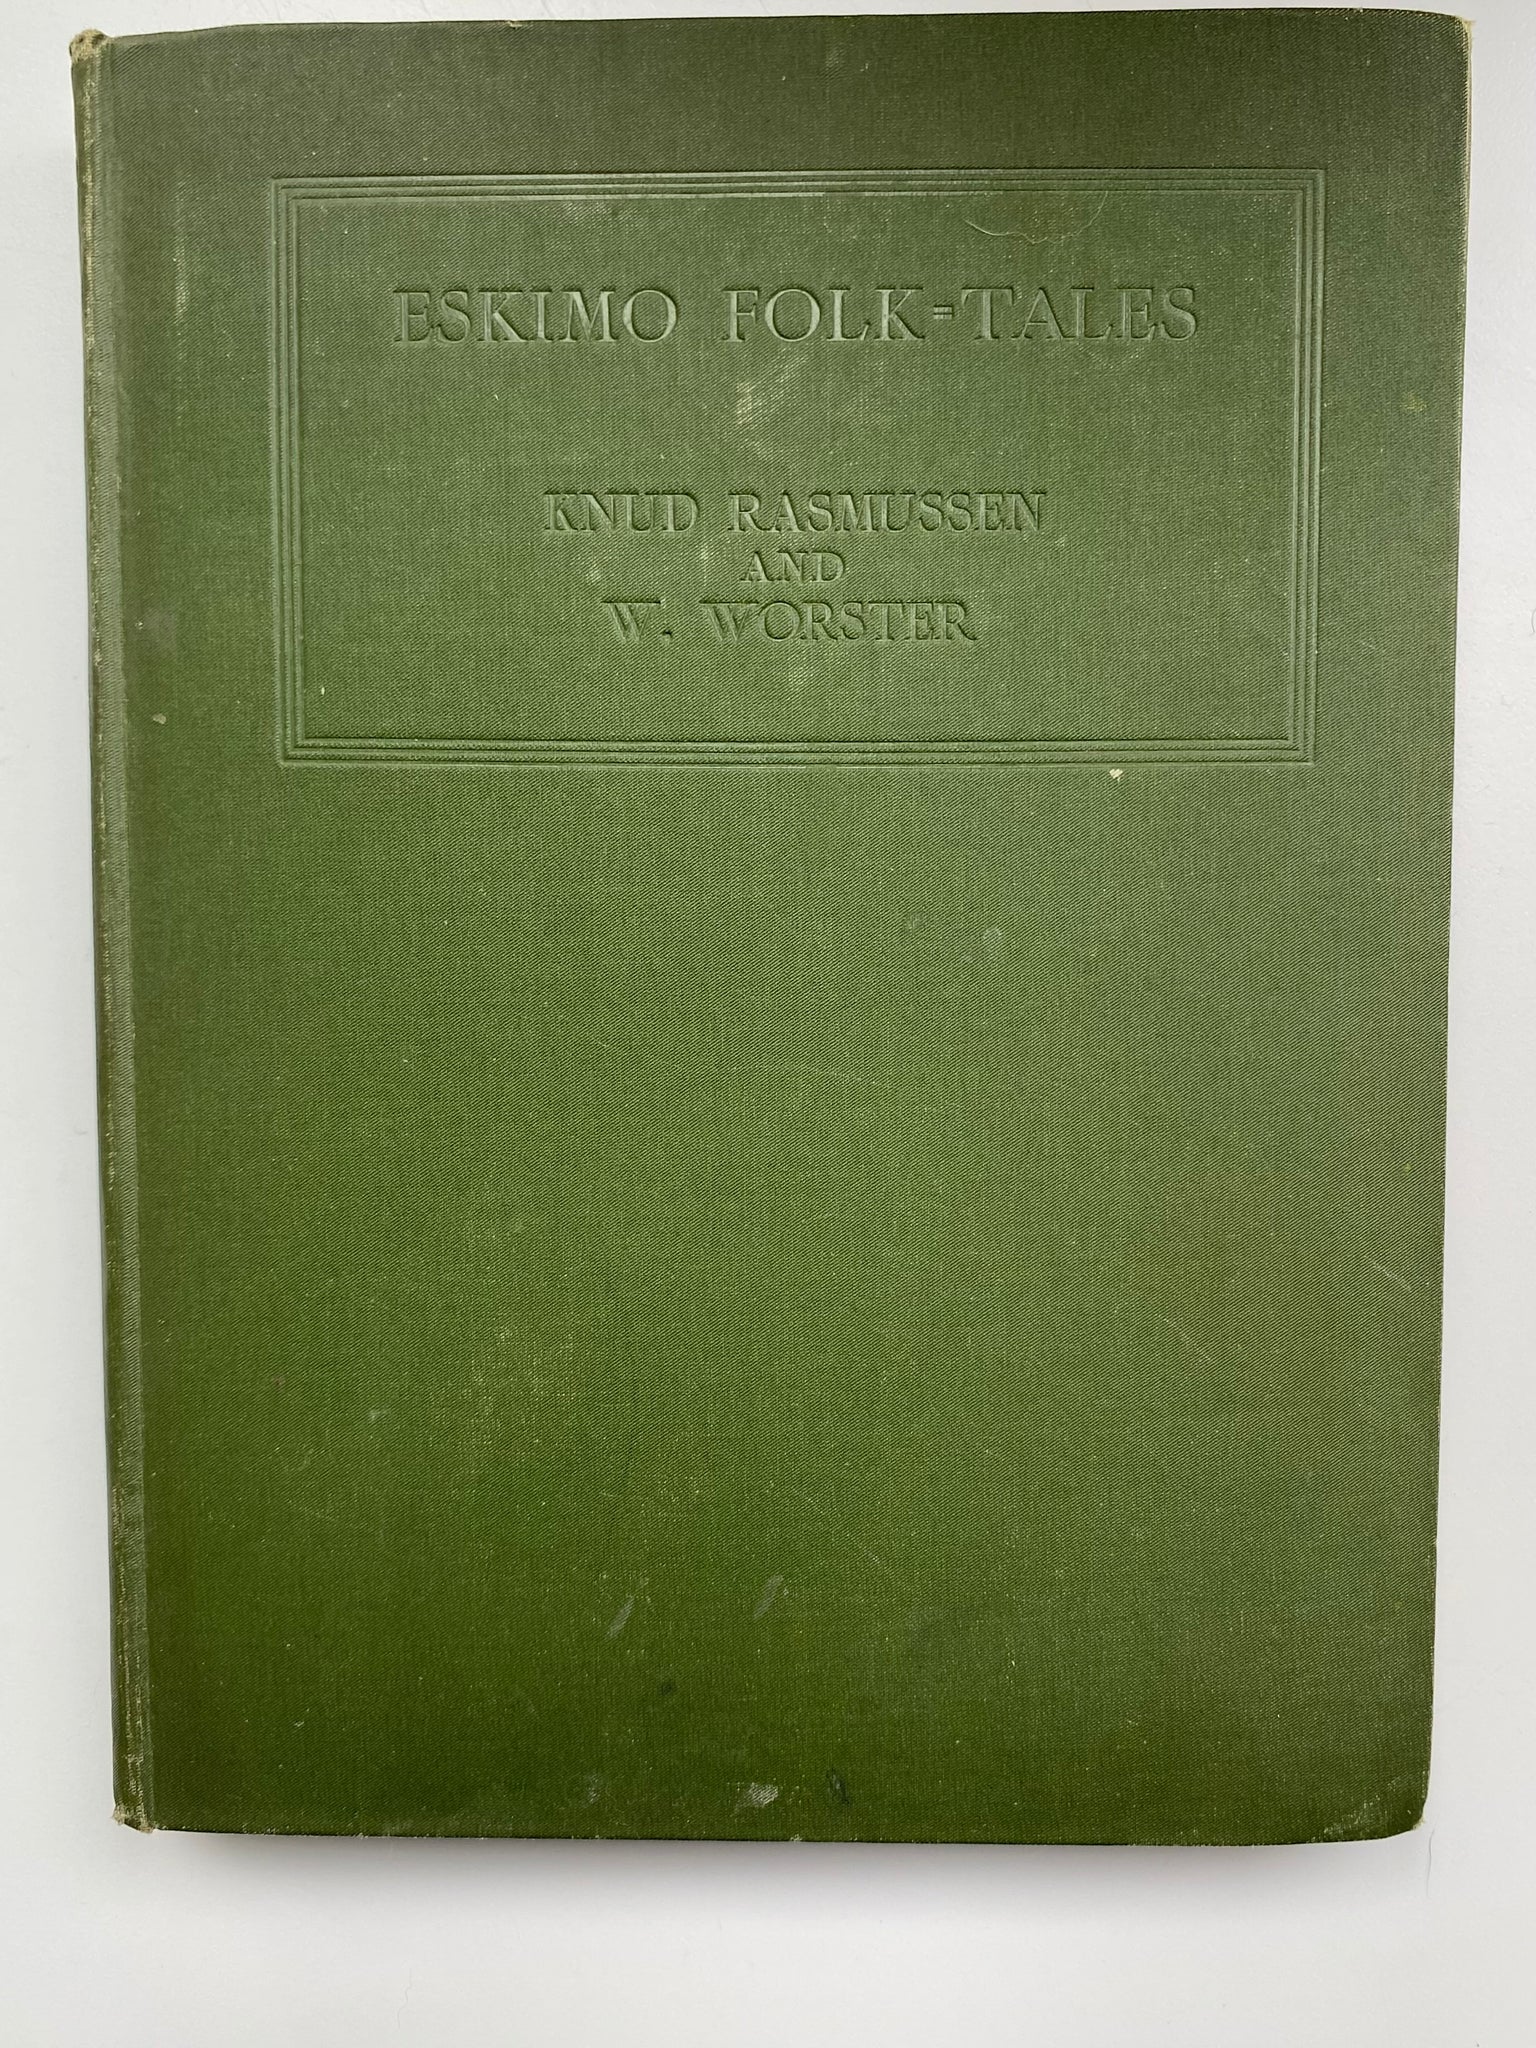 ESKIMO FOLK=TALES
KNUD RASMUSSEN
AND
W. WORSTER